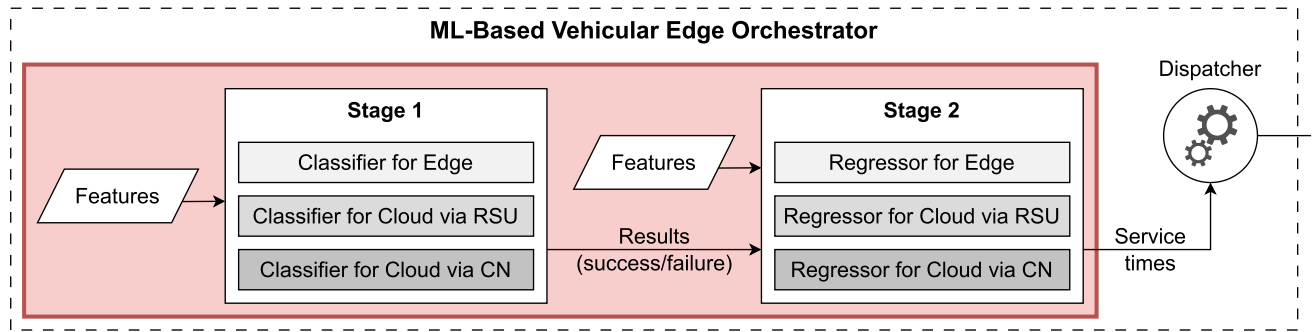 ML-Based Vehicular Edge Orchestrator
Dispatcher
Stage 1
Classifier for Edge
Classifier for Cloud via RSU
Classifier for Cloud via CN
Features
Results
(success/failure)
Features
Stage 2
Regressor for Edge
Regressor for Cloud via RSU
Regressor for Cloud via CN
Service
times